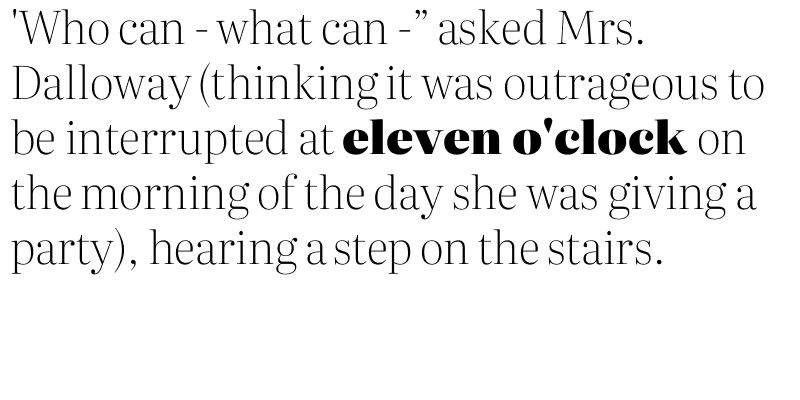 'Who can - what can -” asked Mrs.
Dalloway (thinking it was outrageous to
be interrupted at eleven o'clock on
the morning of the day she was giving a
party), hearing a step on the stairs.